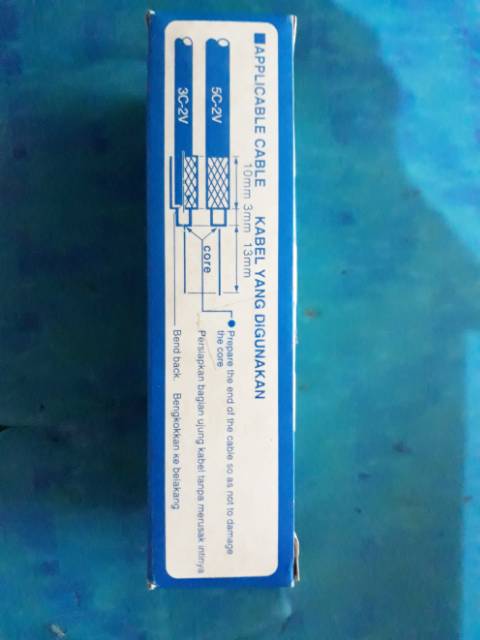 ■APPLICABLE CABLE KABEL YANG DIGUNAKAN
10mm 3mm 13mm
5C-2V
3C-2V
core
● Prepare the end of the cable so as not to damage
the core
Persiapkan bagian ujung kabel tanpa merusak intinya
Bend back. Bengkokkan ke belakang